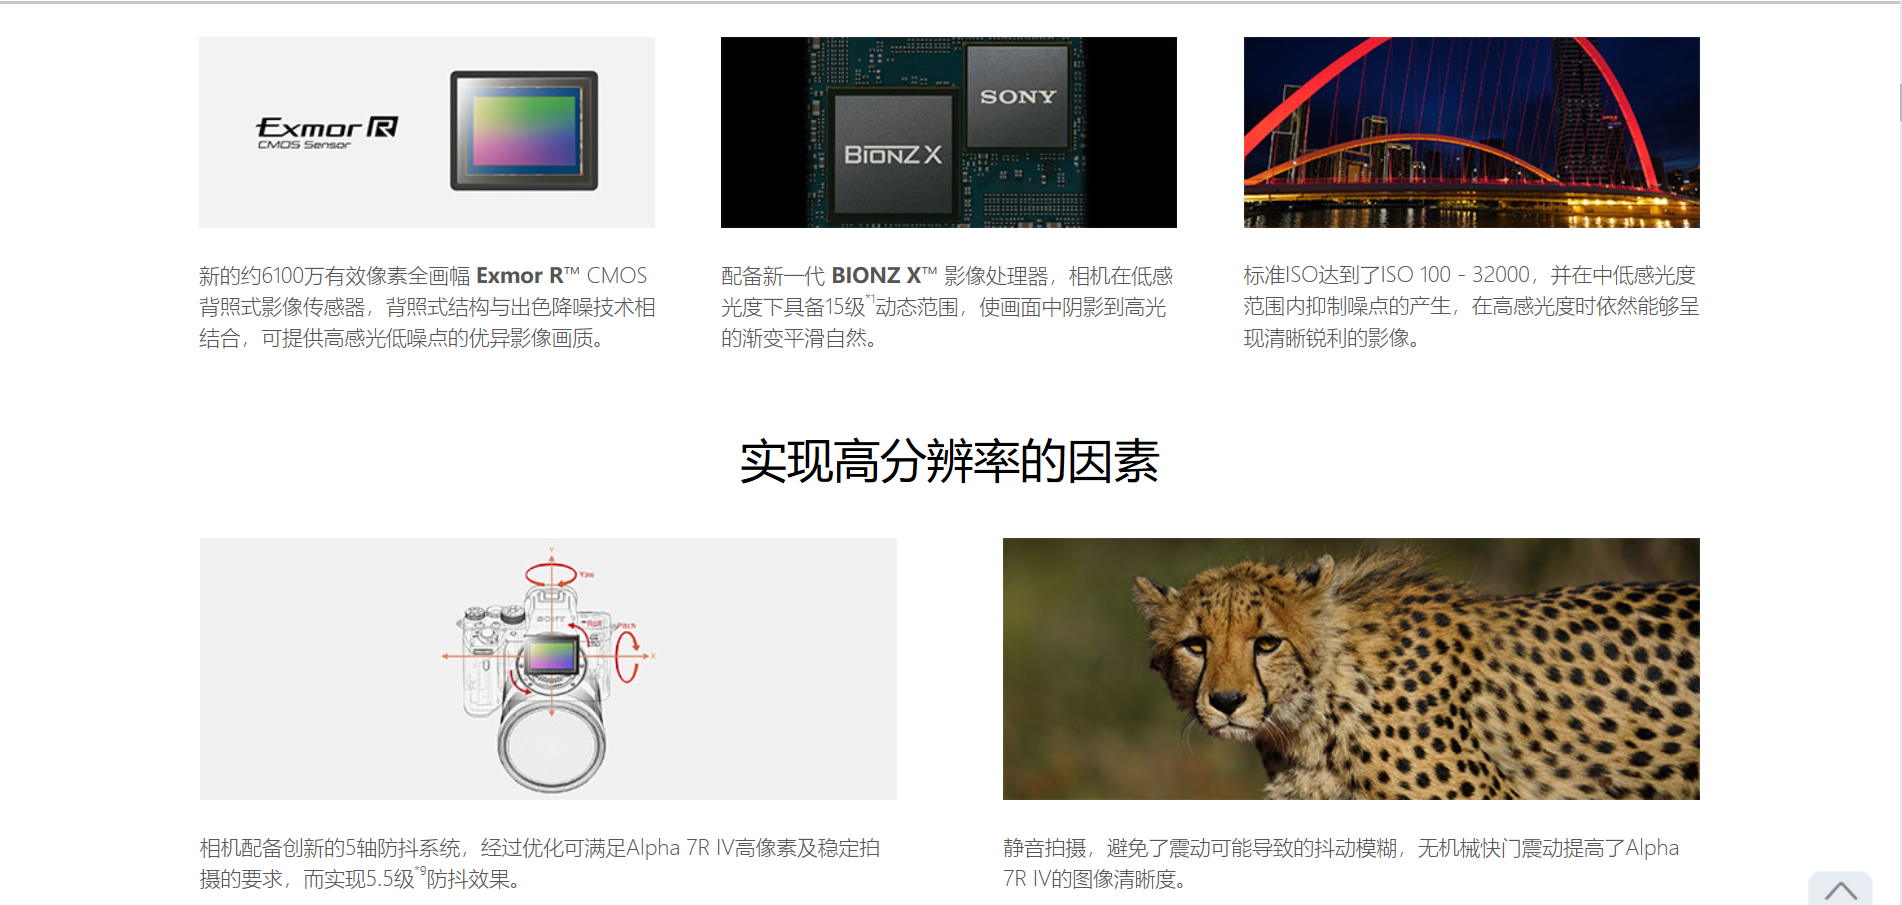 Exmor R
CMOS Sensor
BIONZ X
SONY
新的约6100万有效像素全画幅 Exmor R™ CMOS
背照式影像传感器，背照式结构与出色降噪技术相
结合，可提供高感光低噪点的优异影像画质。
配备新一代 BIONZ X™ 影像处理器，相机在低感
光度下具备15级*1动态范围，使画面中阴影到高光
的渐变平滑自然。
标准ISO达到了ISO 100 - 32000，并在中低感光度
范围内抑制噪点的产生，在高感光度时依然能够呈
现清晰锐利的影像。
实现高分辨率的因素
Y
Yaw
SONY
Roll
Pitch
X
相机配备创新的5轴防抖系统，经过优化可满足Alpha 7R IV高像素及稳定拍
摄的要求，而实现5.5级*9防抖效果。
静音拍摄，避免了震动可能导致的抖动模糊，无机械快门震动提高了Alpha
7R IV的图像清晰度。